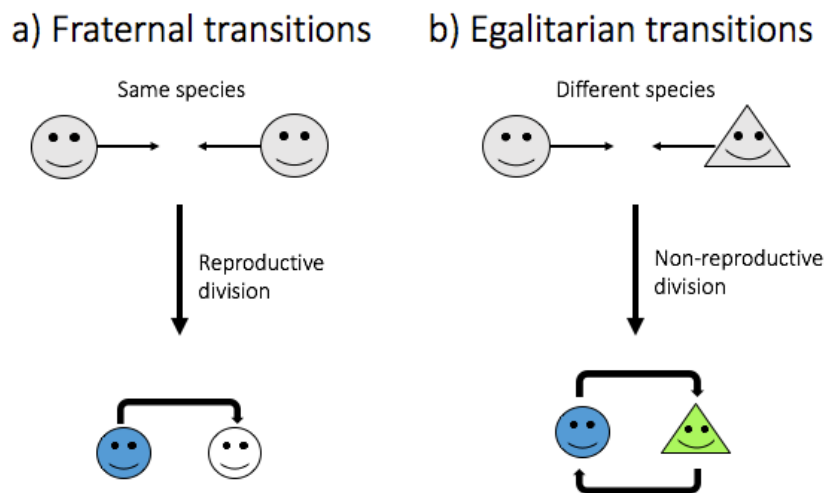 a) Fraternal transitions
Same species
Reproductive
division
b) Egalitarian transitions
Different species
Non-reproductive
division